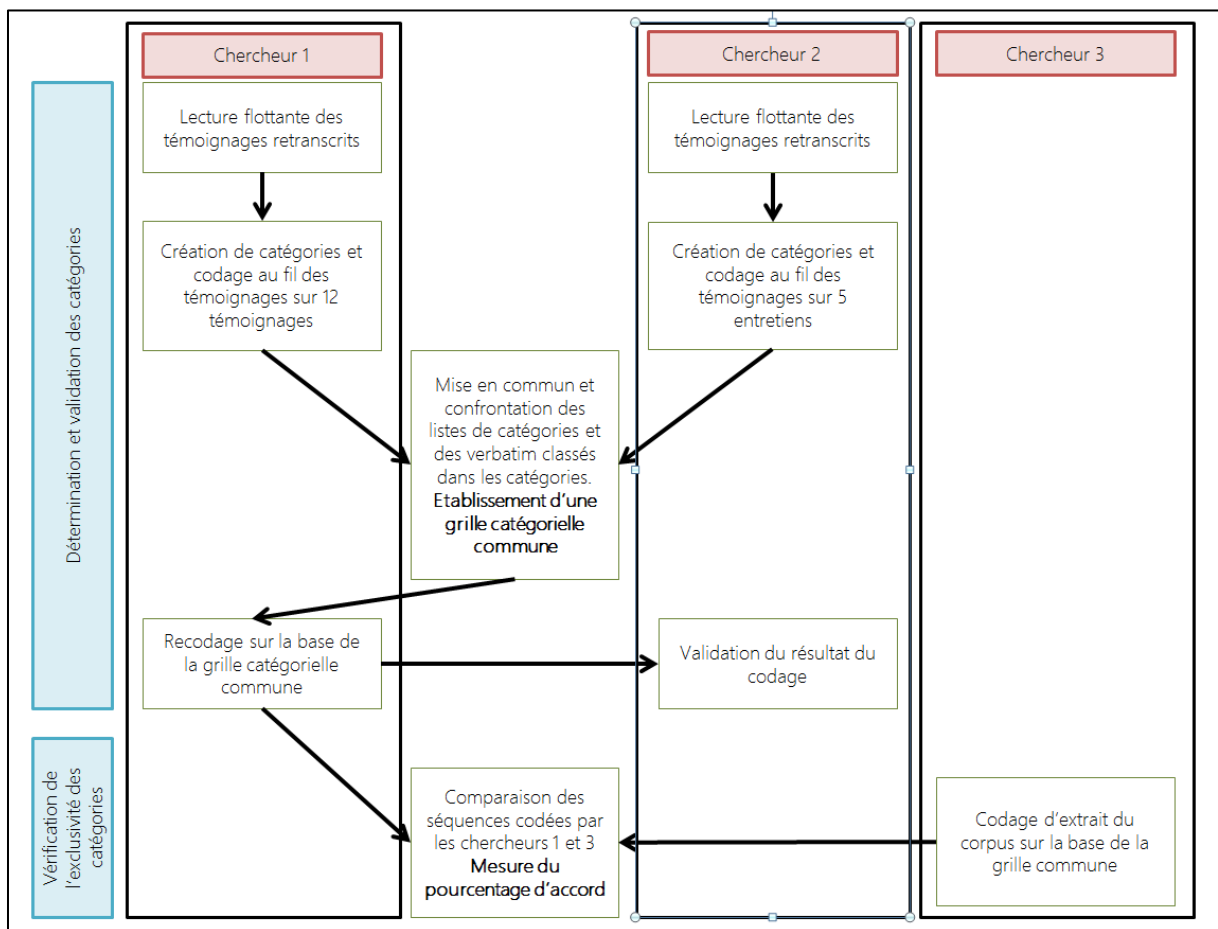 Chercheur 1
Chercheur 2
Chercheur 3
Détermination et validation des catégories
Lecture flottante des
témoignages retranscrits
Lecture flottante des
témoignages retranscrits
Création de catégories et
codage au fil des
témoignages sur 12
témoignages
Création de catégories et
codage au fil des
témoignages sur 5
entretiens
Mise en commun et
confrontation des
listes de catégories et
des verbatim classés
dans les catégories.
Etablissement d'une
grille catégorielle
commune
Recodage sur la base de
la grille catégorielle
commune
Validation du résultat du
codage
Vérification de
l'exclusivité des
catégories
Comparaison des
séquences codées par
les chercheurs 1 et 3
Mesure du
pourcentage d'accord
Codage d'extrait du
corpus sur la base de la
grille commune